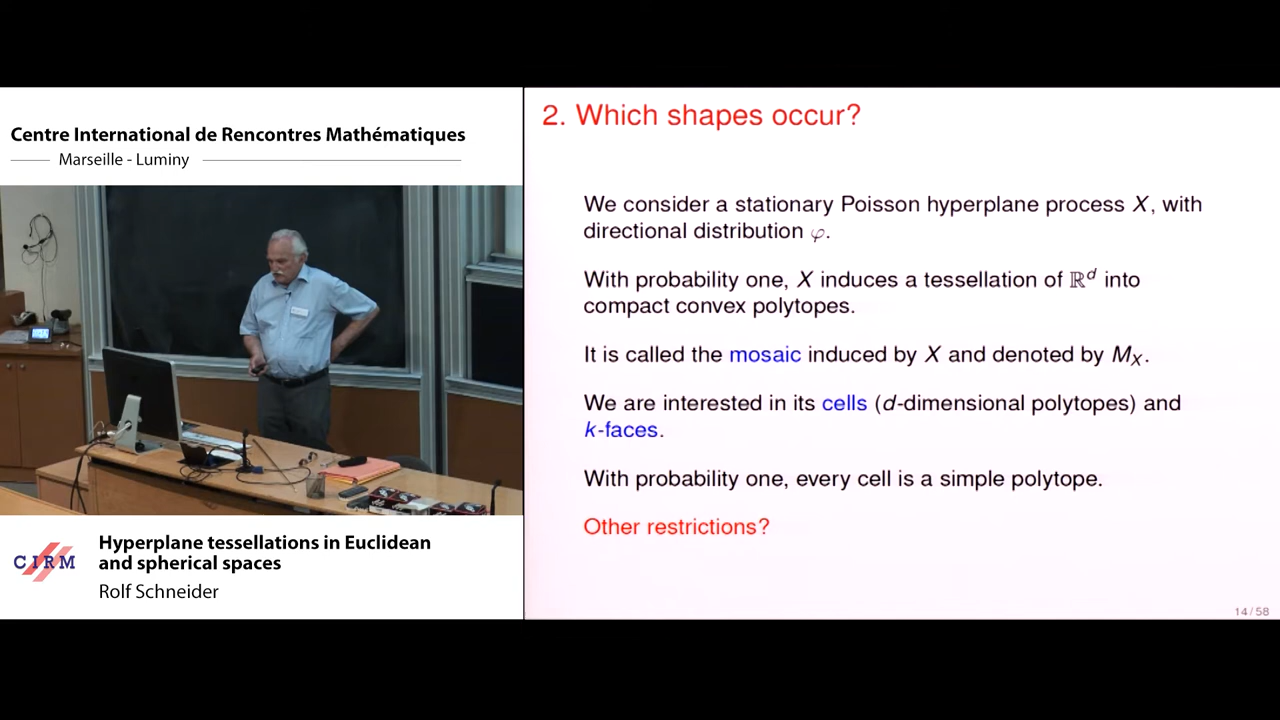 Centre International de Rencontres Mathématiques
Marseille - Luminy
2. Which shapes occur?
We consider a stationary Poisson hyperplane process X, with
directional distribution φ.
With probability one, X induces a tessellation of ℝᵈ into
compact convex polytopes.
It is called the mosaic induced by X and denoted by M_X.
We are interested in its cells (d-dimensional polytopes) and
k-faces.
With probability one, every cell is a simple polytope.
Other restrictions?
14 / 58
CIRM
Hyperplane tessellations in Euclidean
and spherical spaces
Rolf Schneider